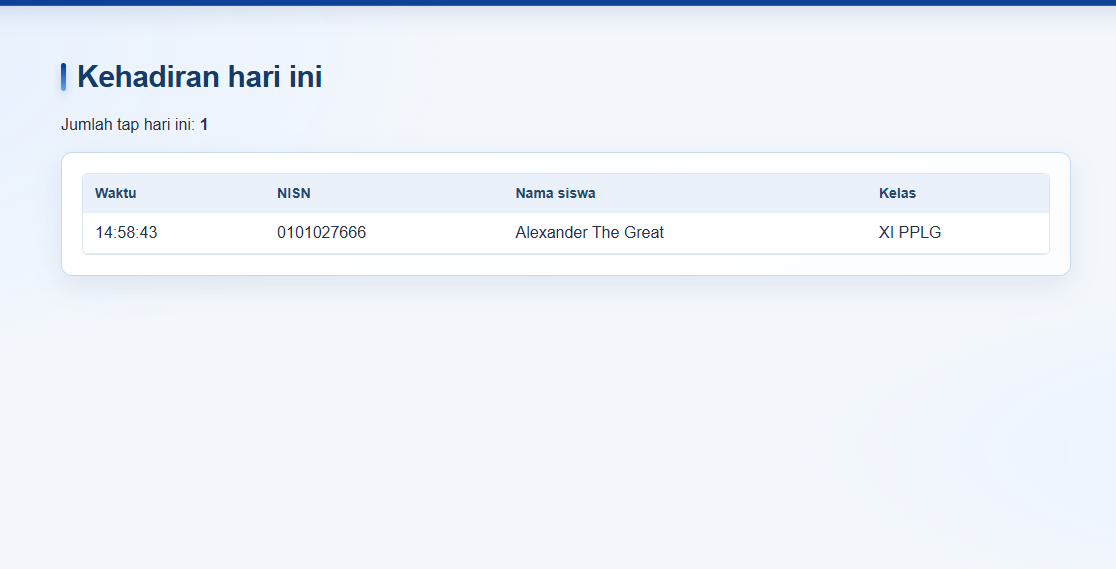 Kehadiran hari ini
Jumlah tap hari ini: 1
Waktu NISN Nama siswa Kelas
14:58:43 0101027666 Alexander The Great XI PPLG